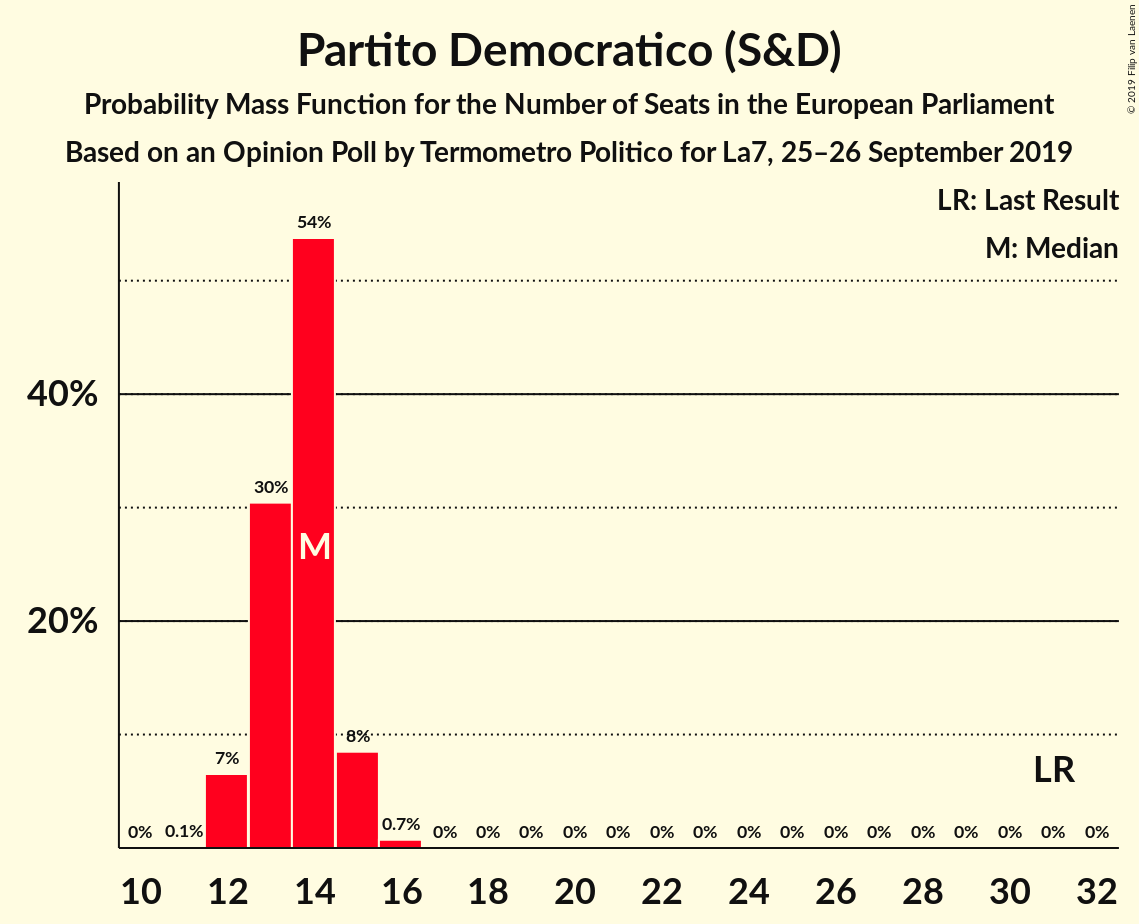 Partito Democratico (S&D)
Probability Mass Function for the Number of Seats in the European Parliament
Based on an Opinion Poll by Termometro Politico for La7, 25–26 September 2019
© 2019 Filip van Laenen
LR: Last Result
M: Median
54%
40%
30%
M
20%
8%
7%
LR
0% 0.1% 0.7% 0% 0% 0% 0% 0% 0% 0% 0% 0% 0% 0% 0% 0% 0% 0% 0%
10 12 14 16 18 20 22 24 26 28 30 32